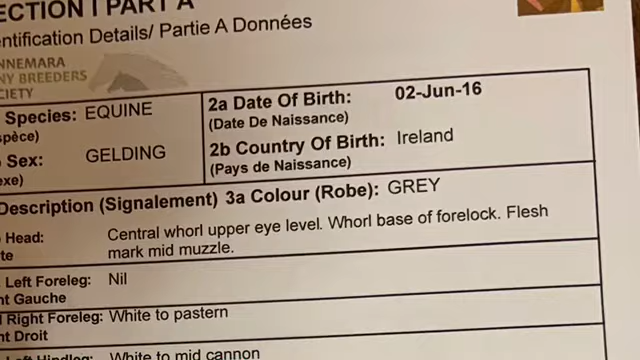 ECTION I PART A
ntification Details/ Partie A Données
NNEMARA
NY BREEDERS
CIETY
Species: EQUINE
spèce)
Sex: GELDING
exe)
2a Date Of Birth: 02-Jun-16
(Date De Naissance)
2b Country Of Birth: Ireland
(Pays de Naissance)
Description (Signalement) 3a Colour (Robe): GREY
Head: Central whorl upper eye level. Whorl base of forelock. Flesh
te mark mid muzzle.
Left Foreleg: Nil
nt Gauche
Right Foreleg: White to pastern
nt Droit
Left Hindleg: White to mid cannon